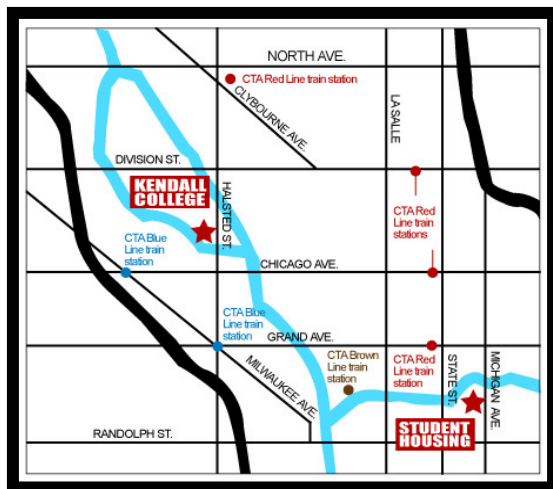 NORTH AVE.
CTA Red Line train station
CLYBOURNE AVE.
LA SALLE
DIVISION ST.
KENDALL
COLLEGE
HALSTED ST.
CTA Red
Line train
stations
CTA Blue
Line train
station
CHICAGO AVE.
CTA Blue
Line train
station
GRAND AVE.
MILWAUKEE AVE.
CTA Brown
Line train
station
CTA Red
Line train
station
STATE ST.
MICHIGAN AVE.
STUDENT
HOUSING
RANDOLPH ST.